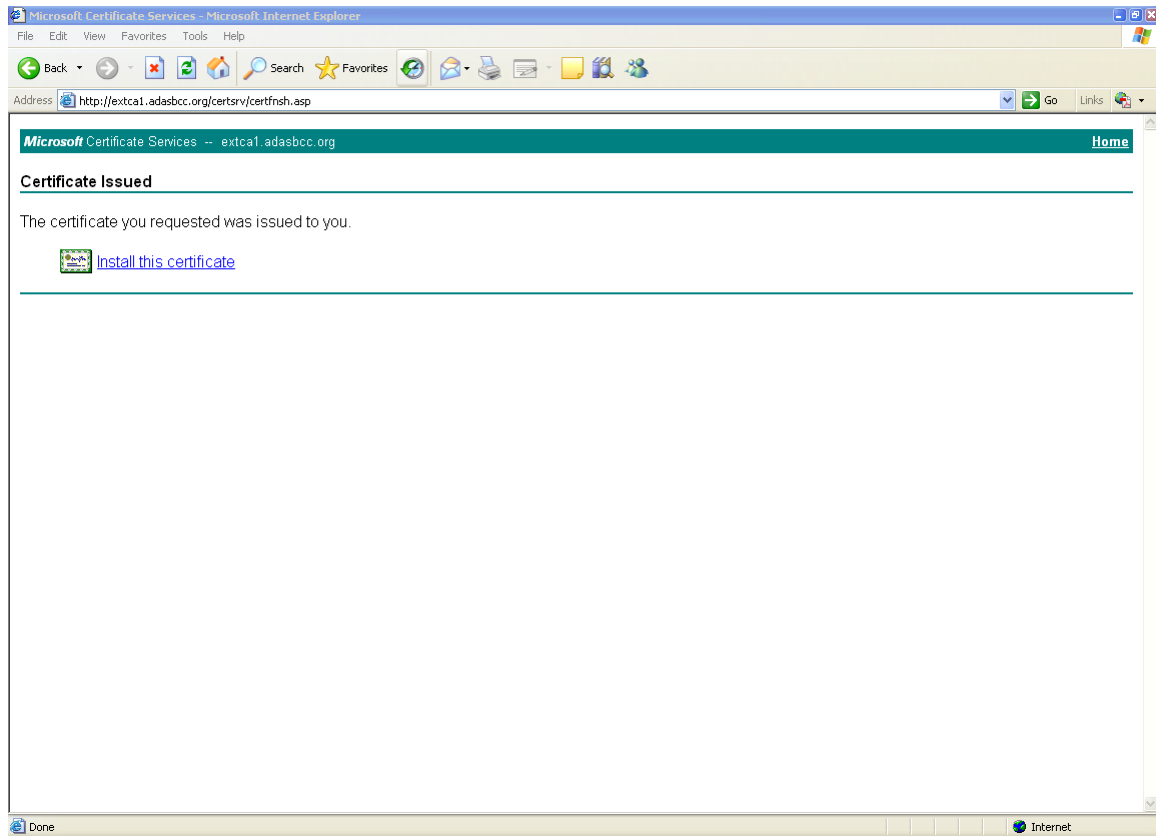 Microsoft Certificate Services - Microsoft Internet Explorer
File Edit View Favorites Tools Help
Back Search Favorites
Address http://extca1.adasbcc.org/certsrv/certfnsh.asp Go Links
Microsoft Certificate Services -- extca1.adasbcc.org Home
Certificate Issued
The certificate you requested was issued to you.
Install this certificate
Done Internet